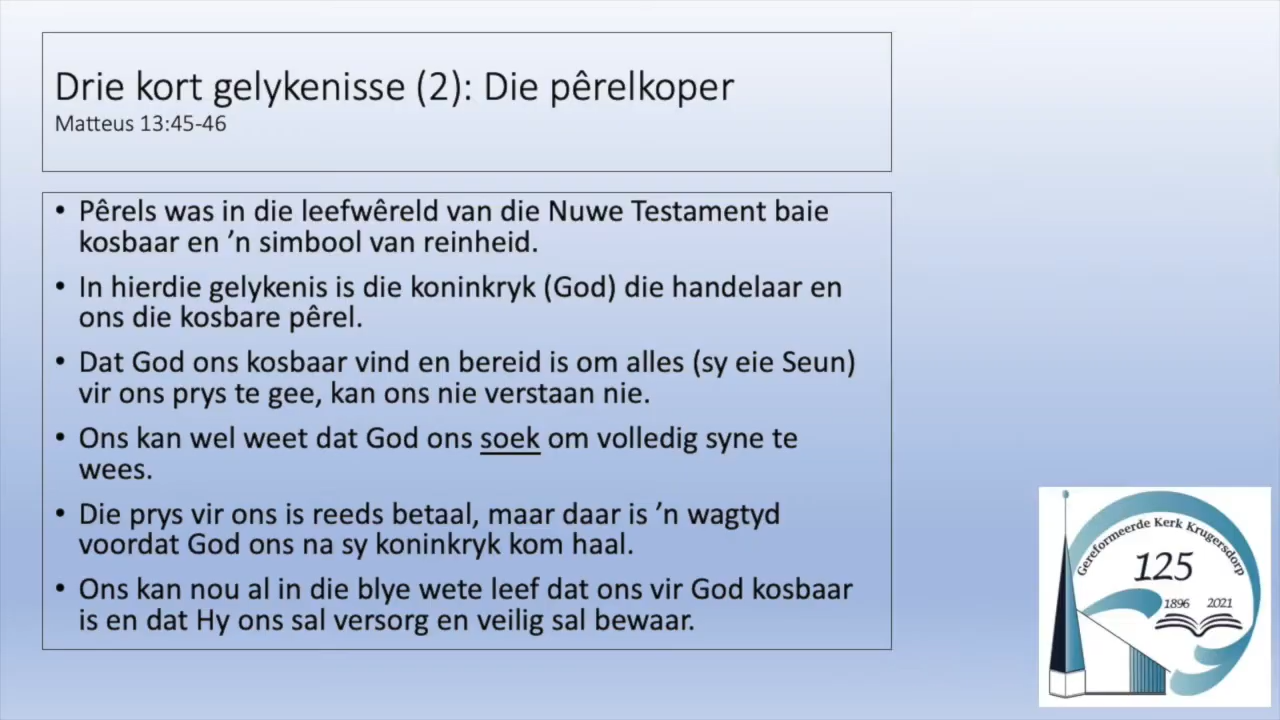 Drie kort gelykenisse (2): Die pêrelkoper
Matteus 13:45-46
• Pêrels was in die leefwêreld van die Nuwe Testament baie
kosbaar en ’n simbool van reinheid.
• In hierdie gelykenis is die koninkryk (God) die handelaar en
ons die kosbare pêrel.
• Dat God ons kosbaar vind en bereid is om alles (sy eie Seun)
vir ons prys te gee, kan ons nie verstaan nie.
• Ons kan wel weet dat God ons soek om volledig syne te
wees.
• Die prys vir ons is reeds betaal, maar daar is ’n wagtyd
voordat God ons na sy koninkryk kom haal.
• Ons kan nou al in die blye wete leef dat ons vir God kosbaar
is en dat Hy ons sal versorg en veilig sal bewaar.
Gereformeerde Kerk Krugersdorp
125
1896 2021